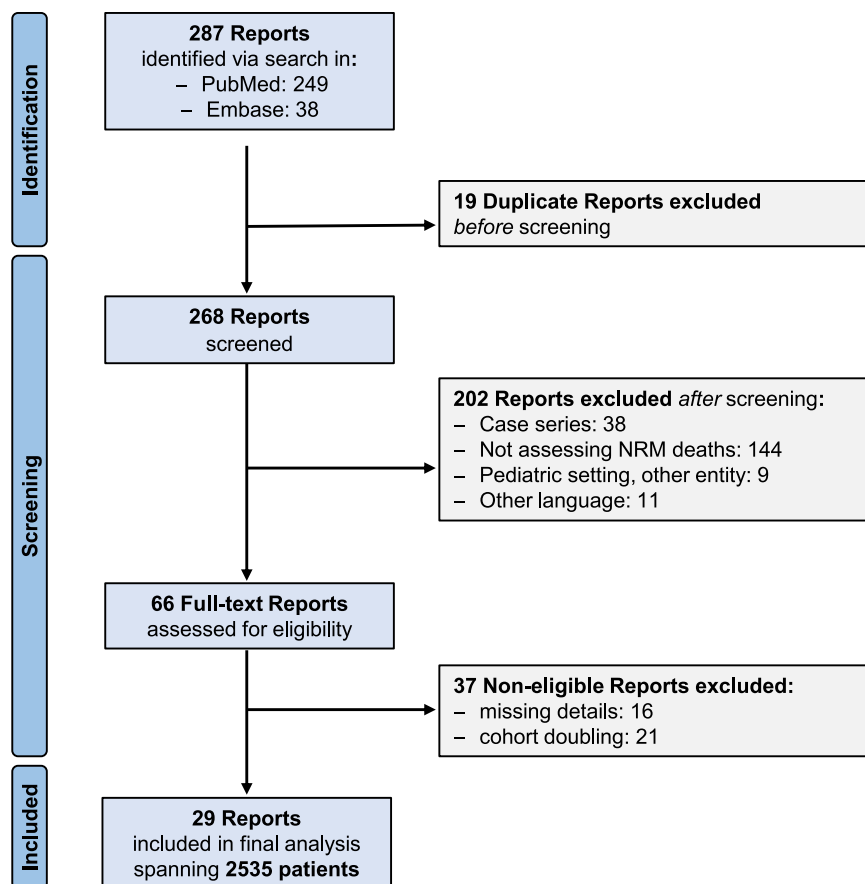 Identification
287 Reports
identified via search in:
– PubMed: 249
– Embase: 38
19 Duplicate Reports excluded
before screening
Screening
268 Reports
screened
202 Reports excluded after screening:
– Case series: 38
– Not assessing NRM deaths: 144
– Pediatric setting, other entity: 9
– Other language: 11
66 Full-text Reports
assessed for eligibility
37 Non-eligible Reports excluded:
– missing details: 16
– cohort doubling: 21
Included
29 Reports
included in final analysis
spanning 2535 patients